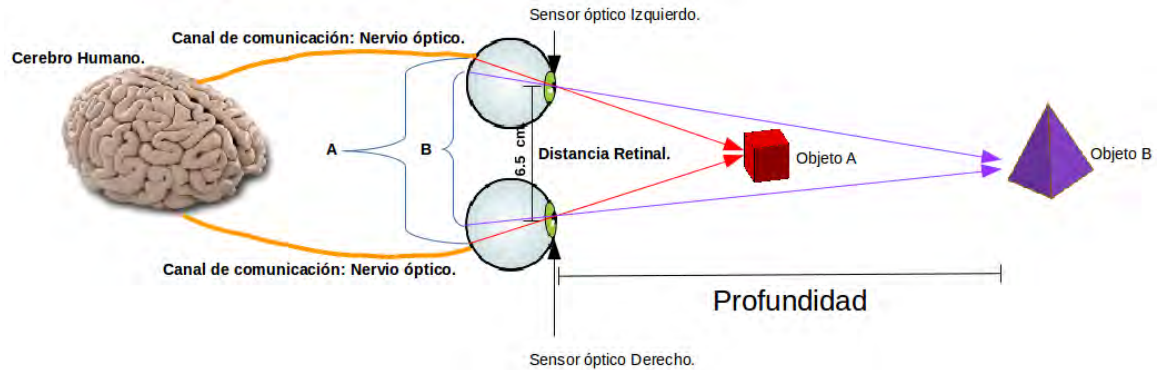 Sensor óptico Izquierdo.
Canal de comunicación: Nervio óptico.
Cerebro Humano.
A
B
6.5 cm.
Distancia Retinal.
Objeto A
Objeto B
Canal de comunicación: Nervio óptico.
Profundidad
Sensor óptico Derecho.